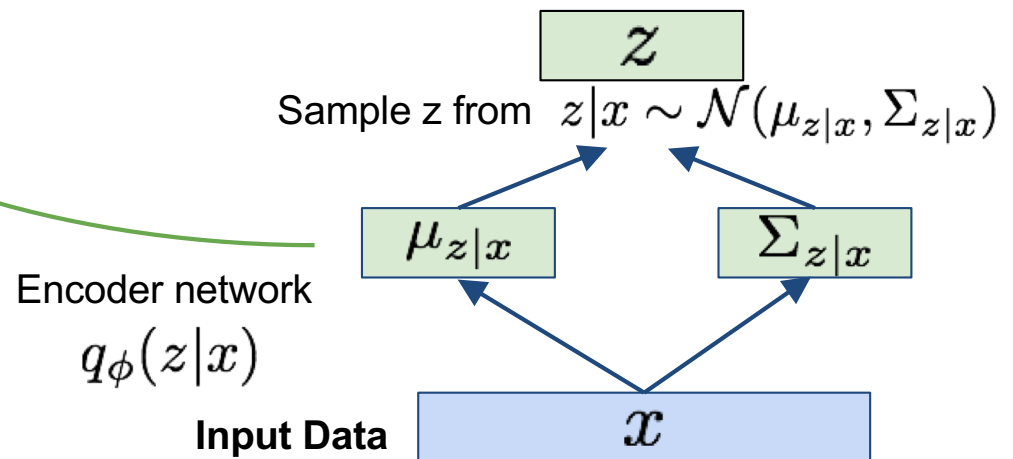 z
Sample z from z|x ∼ 𝒩(μ_{z|x}, Σ_{z|x})
μ_{z|x} Σ_{z|x}
Encoder network
q_ϕ(z|x)
Input Data x